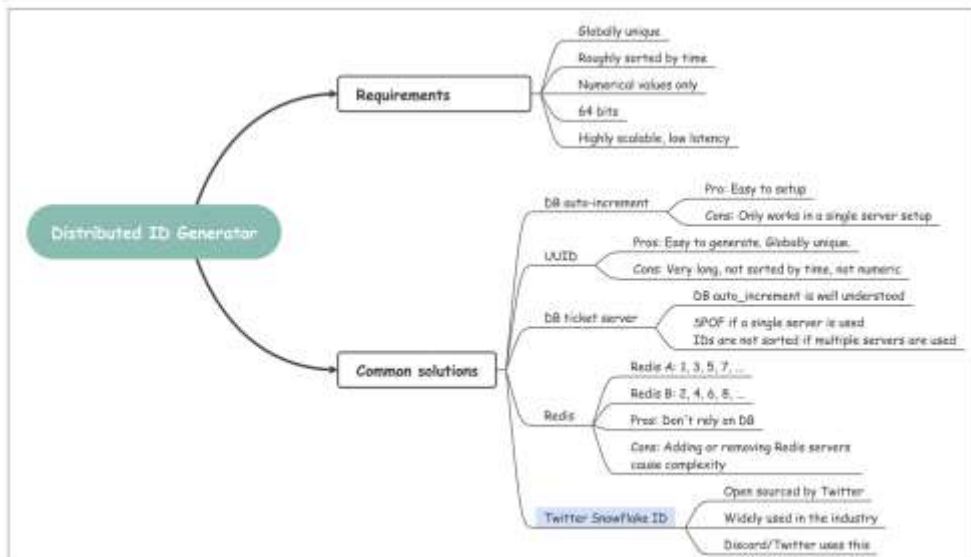 Distributed ID Generator
Requirements
Globally unique
Roughly sorted by time
Numerical values only
64 bits
Highly scalable, low latency
Common solutions
DB auto-increment
Pro: Easy to setup
Cons: Only works in a single server setup
UUID
Pros: Easy to generate. Globally unique.
Cons: Very long, not sorted by time, not numeric
DB ticket server
DB auto_increment is well understood
SPOF if a single server is used
IDs are not sorted if multiple servers are used
Redis
Redis A: 1, 3, 5, 7, ...
Redis B: 2, 4, 6, 8, ...
Pros: Don't rely on DB
Cons: Adding or removing Redis servers
cause complexity
Twitter Snowflake ID
Open sourced by Twitter
Widely used in the industry
Discord/Twitter uses this